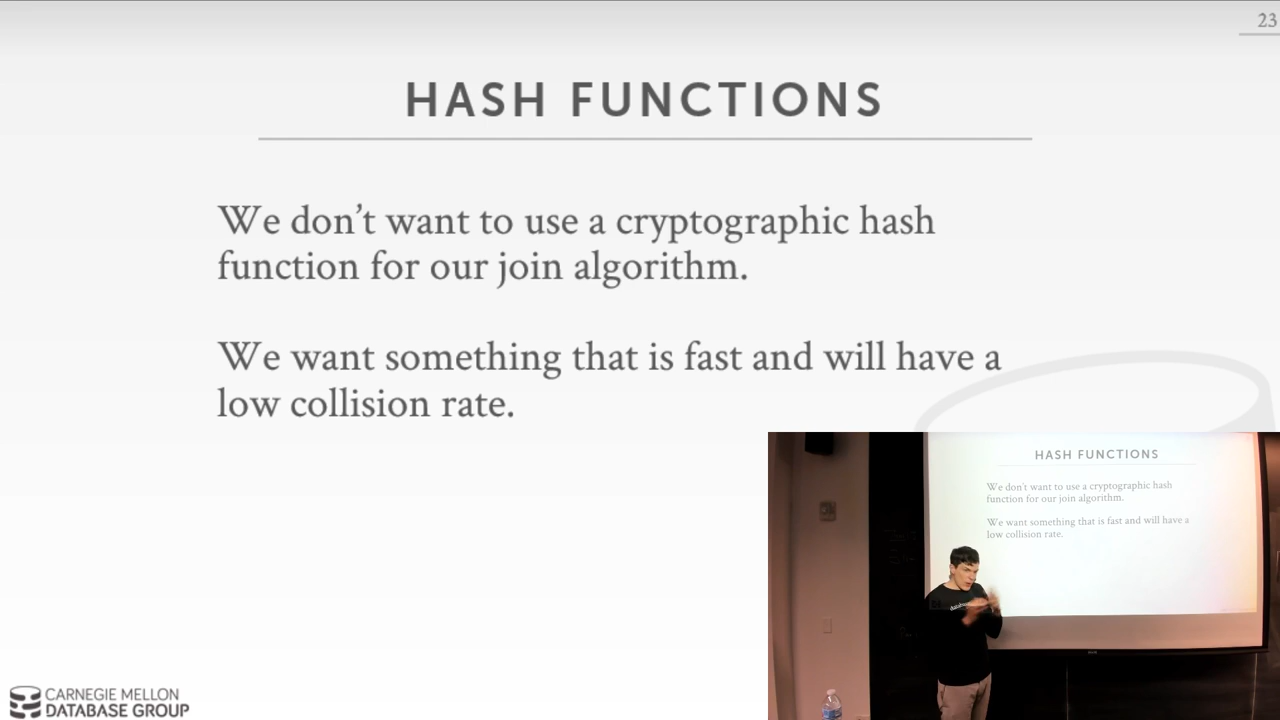 23
HASH FUNCTIONS
We don’t want to use a cryptographic hash
function for our join algorithm.
We want something that is fast and will have a
low collision rate.
HASH FUNCTIONS
We don't want to use a cryptographic hash
function for our join algorithm.
We want something that is fast and will have a
low collision rate.
CARNEGIE MELLON
DATABASE GROUP